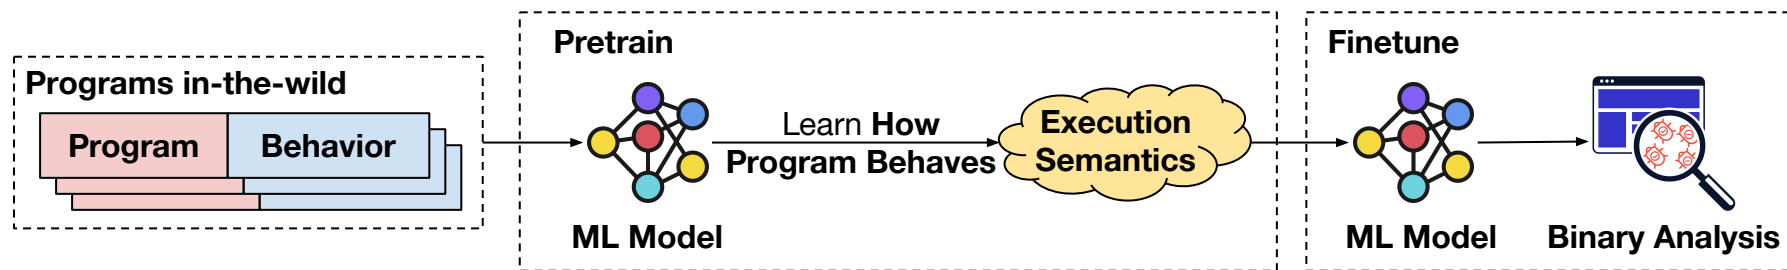 Programs in-the-wild
Program
Behavior
Pretrain
ML Model
Learn How
Program Behaves
Execution
Semantics
Finetune
ML Model
Binary Analysis